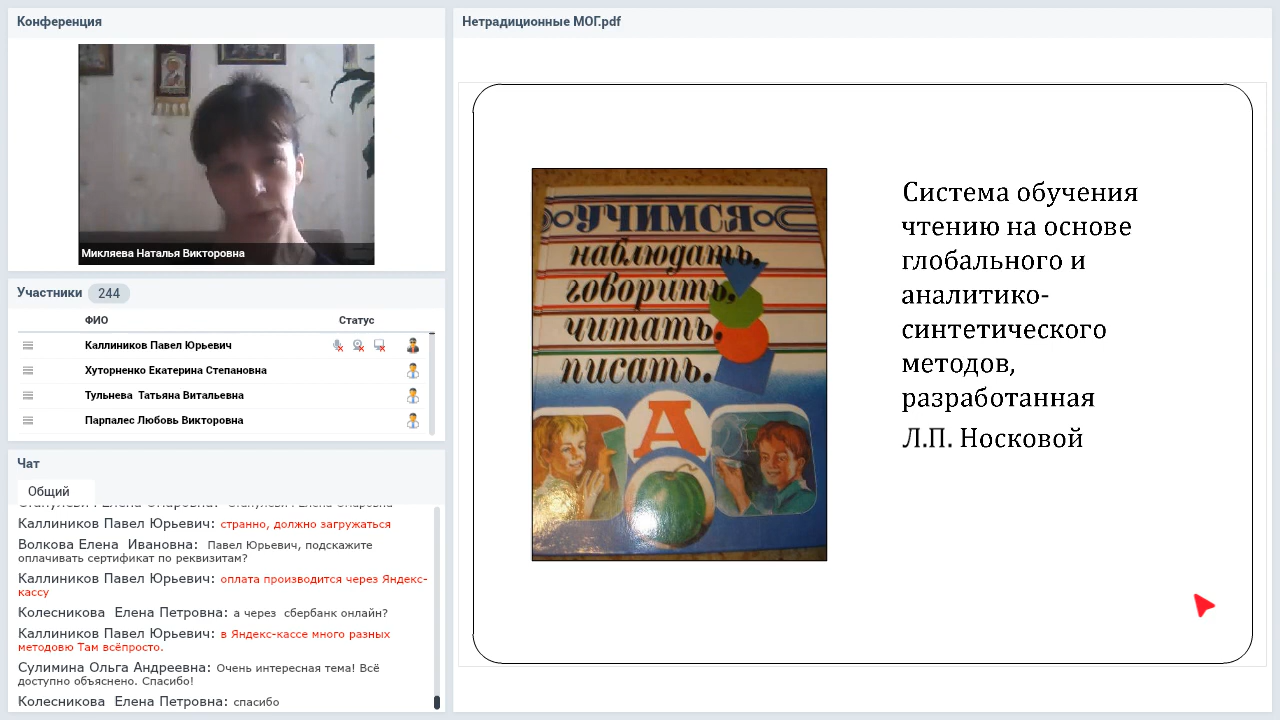 Конференция
Микляева Наталья Викторовна
Участники 244
ФИО Статус
Каллиников Павел Юрьевич
Хуторненко Екатерина Степановна
Тульнева Татьяна Витальевна
Парпалес Любовь Викторовна
Чат
Общий
Каллиников Павел Юрьевич: странно, должно загружаться
Волкова Елена Ивановна: Павел Юрьевич, подскажите
оплачивать сертификат по реквизитам?
Каллиников Павел Юрьевич: оплата производится через Яндекс-
кассу
Колесникова Елена Петровна: а через сбербанк онлайн?
Каллиников Павел Юрьевич: в Яндекс-кассе много разных
методовю Там всёпросто.
Сулимина Ольга Андреевна: Очень интересная тема! Всё
доступно объяснено. Спасибо!
Колесникова Елена Петровна: спасибо
Нетрадиционные МОГ.pdf
УЧИМСЯ
наблюдать,
говорить,
читать,
писать.
А
Система обучения
чтению на основе
глобального и
аналитико-
синтетического
методов,
разработанная
Л.П. Носковой